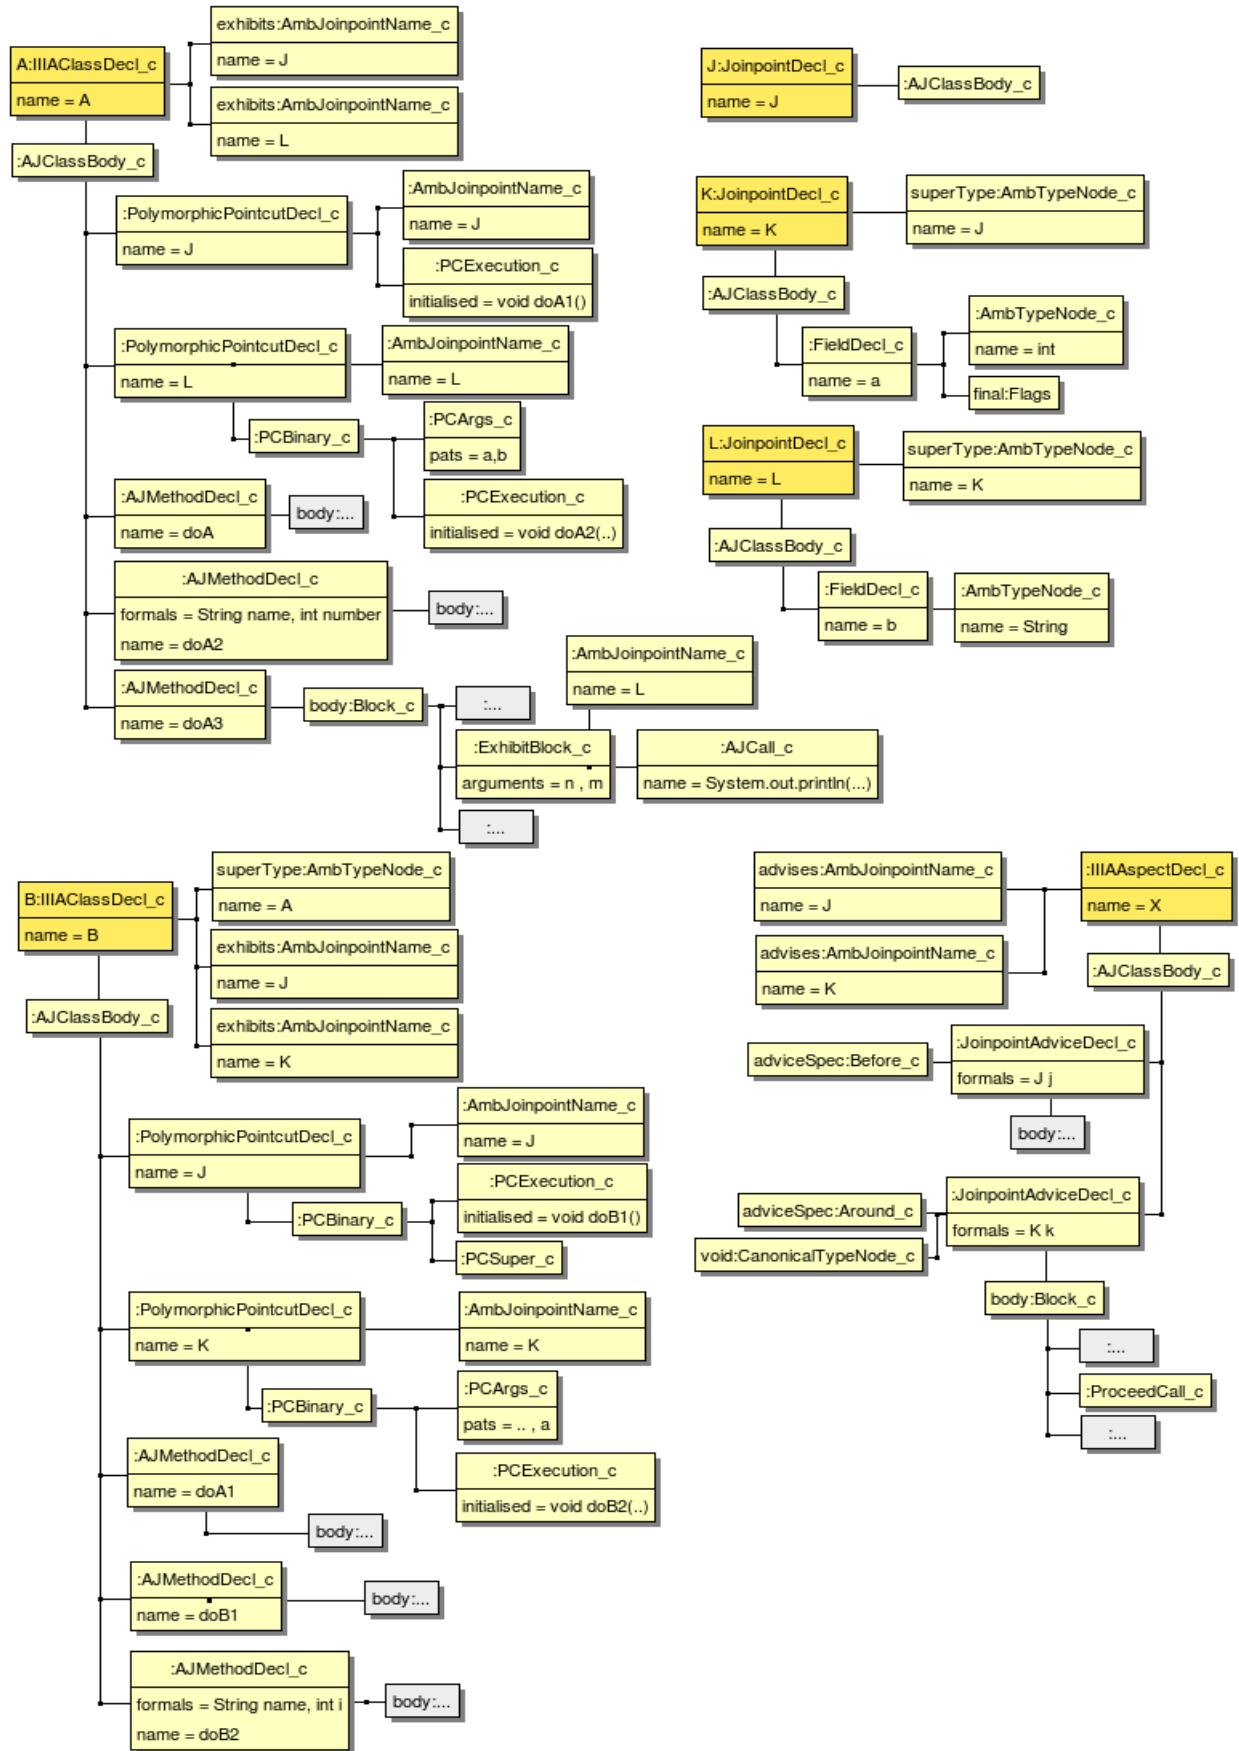 exhibits:AmbJoinpointName_c
name = J
A:IIIAClassDecl_c
name = A
exhibits:AmbJoinpointName_c
name = L
:AJClassBody_c
:PolymorphicPointcutDecl_c
name = J
:AmbJoinpointName_c
name = J
:PCExecution_c
initialised = void doA1()
:PolymorphicPointcutDecl_c
name = L
:AmbJoinpointName_c
name = L
:PCBinary_c
:PCArgs_c
pats = a,b
:PCExecution_c
initialised = void doA2(..)
:AJMethodDecl_c
name = doA
body:...
:AJMethodDecl_c
formals = String name, int number
name = doA2
body:...
:AJMethodDecl_c
name = doA3
body:Block_c
:...
:AmbJoinpointName_c
name = L
:ExhibitBlock_c
arguments = n , m
:AJCall_c
name = System.out.println(...)
:...
J:JoinpointDecl_c
name = J
:AJClassBody_c
K:JoinpointDecl_c
name = K
superType:AmbTypeNode_c
name = J
:AJClassBody_c
:FieldDecl_c
name = a
:AmbTypeNode_c
name = int
final:Flags
L:JoinpointDecl_c
name = L
superType:AmbTypeNode_c
name = K
:AJClassBody_c
:FieldDecl_c
name = b
:AmbTypeNode_c
name = String
B:IIIAClassDecl_c
name = B
superType:AmbTypeNode_c
name = A
exhibits:AmbJoinpointName_c
name = J
exhibits:AmbJoinpointName_c
name = K
:AJClassBody_c
:PolymorphicPointcutDecl_c
name = J
:AmbJoinpointName_c
name = J
:PCBinary_c
:PCExecution_c
initialised = void doB1()
:PCSuper_c
:PolymorphicPointcutDecl_c
name = K
:AmbJoinpointName_c
name = K
:PCBinary_c
:PCArgs_c
pats = .. , a
:PCExecution_c
initialised = void doB2(..)
:AJMethodDecl_c
name = doA1
body:...
:AJMethodDecl_c
name = doB1
body:...
:AJMethodDecl_c
formals = String name, int i
name = doB2
body:...
advises:AmbJoinpointName_c
name = J
:IIIAAspectDecl_c
name = X
advises:AmbJoinpointName_c
name = K
:AJClassBody_c
adviceSpec:Before_c
:JoinpointAdviceDecl_c
formals = J j
body:...
adviceSpec:Around_c
void:CanonicalTypeNode_c
:JoinpointAdviceDecl_c
formals = K k
body:Block_c
:...
:ProceedCall_c
:...